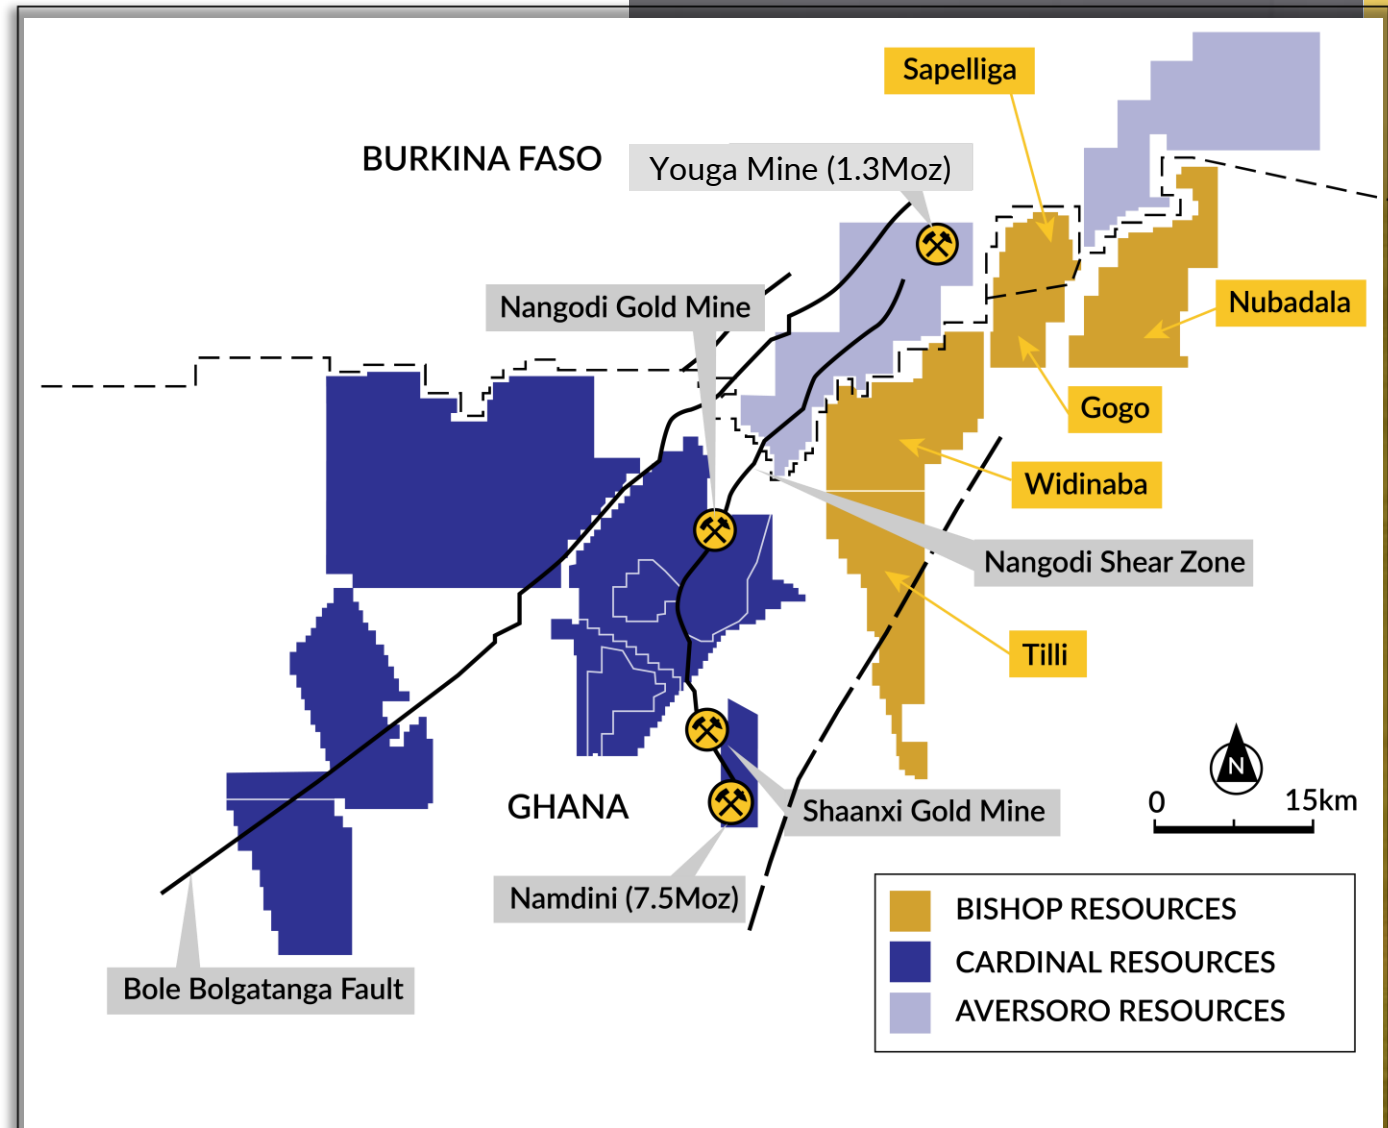 Sapelliga
BURKINA FASO
Youga Mine (1.3Moz)
Nangodi Gold Mine
Nubadala
Gogo
Widinaba
Nangodi Shear Zone
Tilli
N
GHANA
Shaanxi Gold Mine
0 15km
Namdini (7.5Moz)
BISHOP RESOURCES
CARDINAL RESOURCES
Bole Bolgatanga Fault
AVERSORO RESOURCES